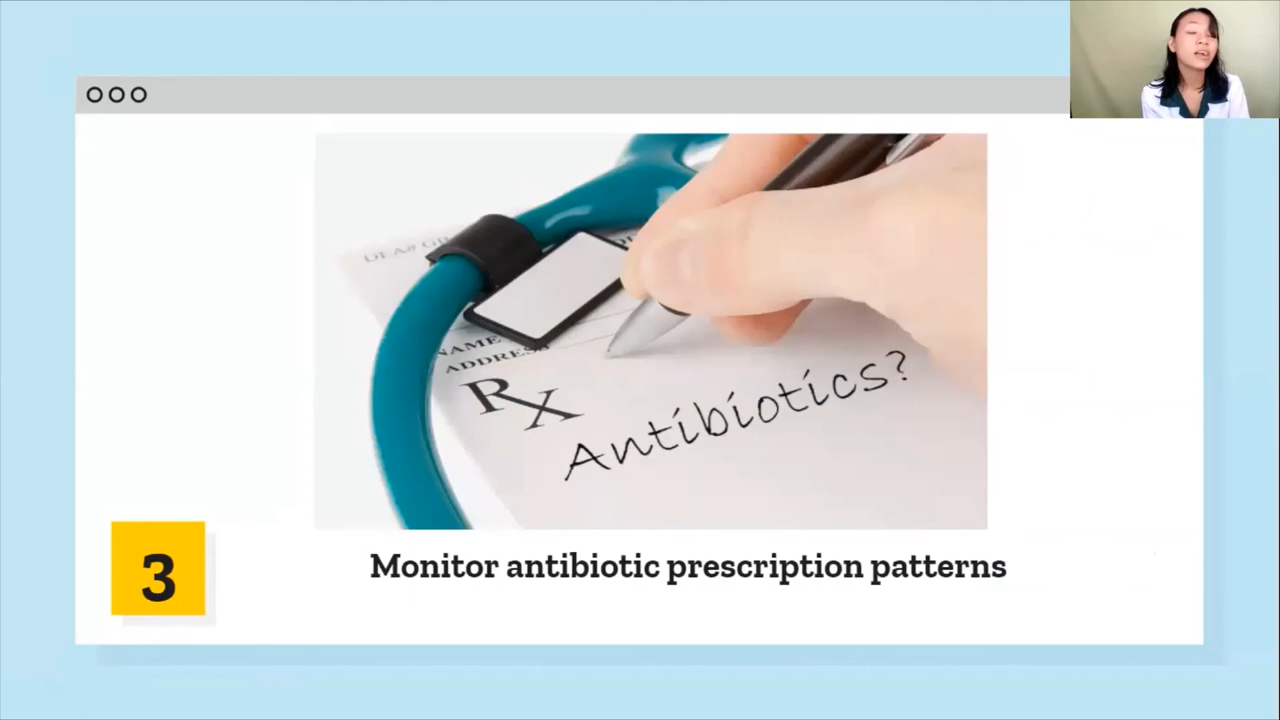 NAME
ADDRESS
Rx
Antibiotics?
3
Monitor antibiotic prescription patterns